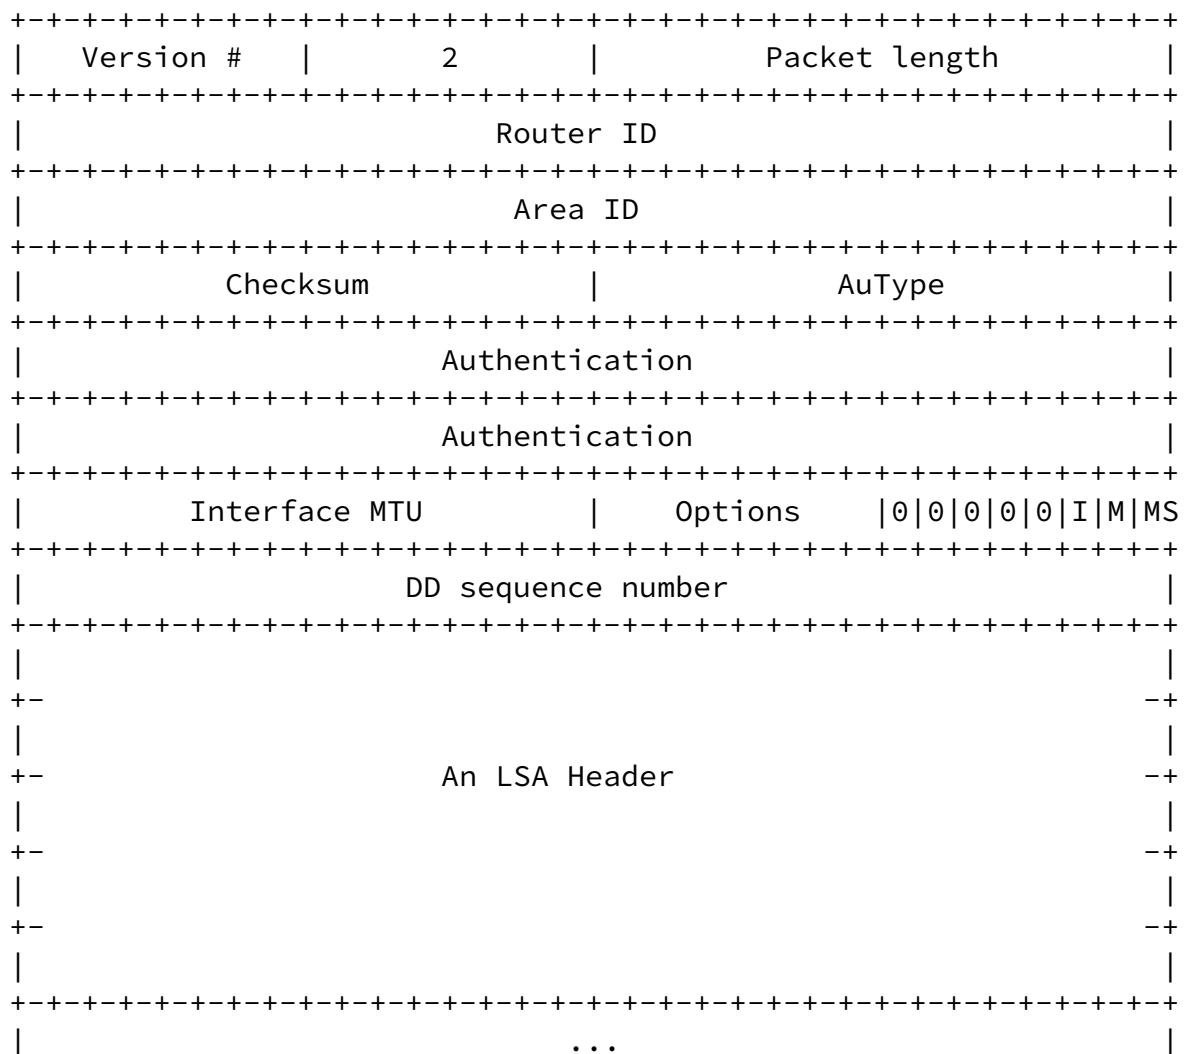 +-+-+-+-+-+-+-+-+-+-+-+-+-+-+-+-+-+-+-+-+-+-+-+-+-+-+-+-+-+-+-+-+
|   Version #   |       2       |         Packet length         |
+-+-+-+-+-+-+-+-+-+-+-+-+-+-+-+-+-+-+-+-+-+-+-+-+-+-+-+-+-+-+-+-+
|                          Router ID                            |
+-+-+-+-+-+-+-+-+-+-+-+-+-+-+-+-+-+-+-+-+-+-+-+-+-+-+-+-+-+-+-+-+
|                           Area ID                             |
+-+-+-+-+-+-+-+-+-+-+-+-+-+-+-+-+-+-+-+-+-+-+-+-+-+-+-+-+-+-+-+-+
|           Checksum            |             AuType            |
+-+-+-+-+-+-+-+-+-+-+-+-+-+-+-+-+-+-+-+-+-+-+-+-+-+-+-+-+-+-+-+-+
|                       Authentication                          |
+-+-+-+-+-+-+-+-+-+-+-+-+-+-+-+-+-+-+-+-+-+-+-+-+-+-+-+-+-+-+-+-+
|                       Authentication                          |
+-+-+-+-+-+-+-+-+-+-+-+-+-+-+-+-+-+-+-+-+-+-+-+-+-+-+-+-+-+-+-+-+
|         Interface MTU         |    Options    |0|0|0|0|0|I|M|MS
+-+-+-+-+-+-+-+-+-+-+-+-+-+-+-+-+-+-+-+-+-+-+-+-+-+-+-+-+-+-+-+-+
|                     DD sequence number                        |
+-+-+-+-+-+-+-+-+-+-+-+-+-+-+-+-+-+-+-+-+-+-+-+-+-+-+-+-+-+-+-+-+
|                                                               |
+-                                                             -+
|                                                               |
+-                      An LSA Header                          -+
|                                                               |
+-                                                             -+
|                                                               |
+-                                                             -+
|                                                               |
+-+-+-+-+-+-+-+-+-+-+-+-+-+-+-+-+-+-+-+-+-+-+-+-+-+-+-+-+-+-+-+-+
|                              ...                              |